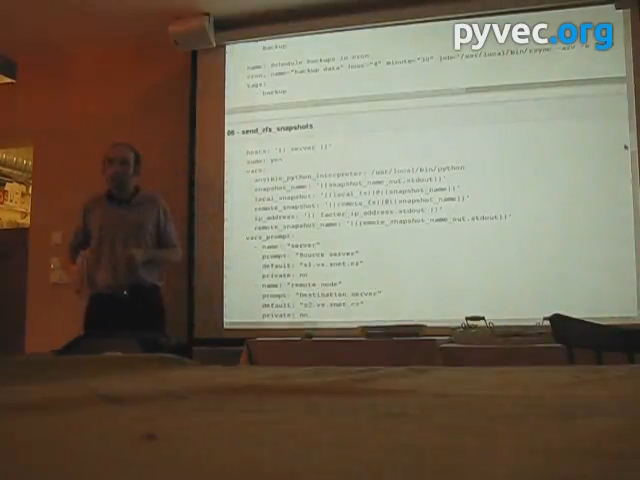 pyvec.org
backup
name: Schedule backups in cron
cron: name="backup data" hour="4" minute="30" job="/usr/local/bin/rsync
tags:
- backup
06 - send_zfs_snapshots
hosts: '{{ server }}'
sudo: yes
vars:
ansible_python_interpreter: /usr/local/bin/python
snapshot_name: '{{snapshot_name_out.stdout}}'
local_snapshot: '{{local_fs}}@{{snapshot_name}}'
remote_snapshot: '{{remote_fs}}@{{snapshot_name}}'
ip_address: '{{ facter_ip_address.stdout }}'
remote_snapshot_name: '{{remote_snapshot_name_out.stdout}}'
vars_prompt:
- name: "server"
prompt: "Source server"
default: "s1.vs.xnet.cz"
private: no
name: "remote node"
prompt: "Destination server"
default: "s2.vs.xnet.cz"
private: no